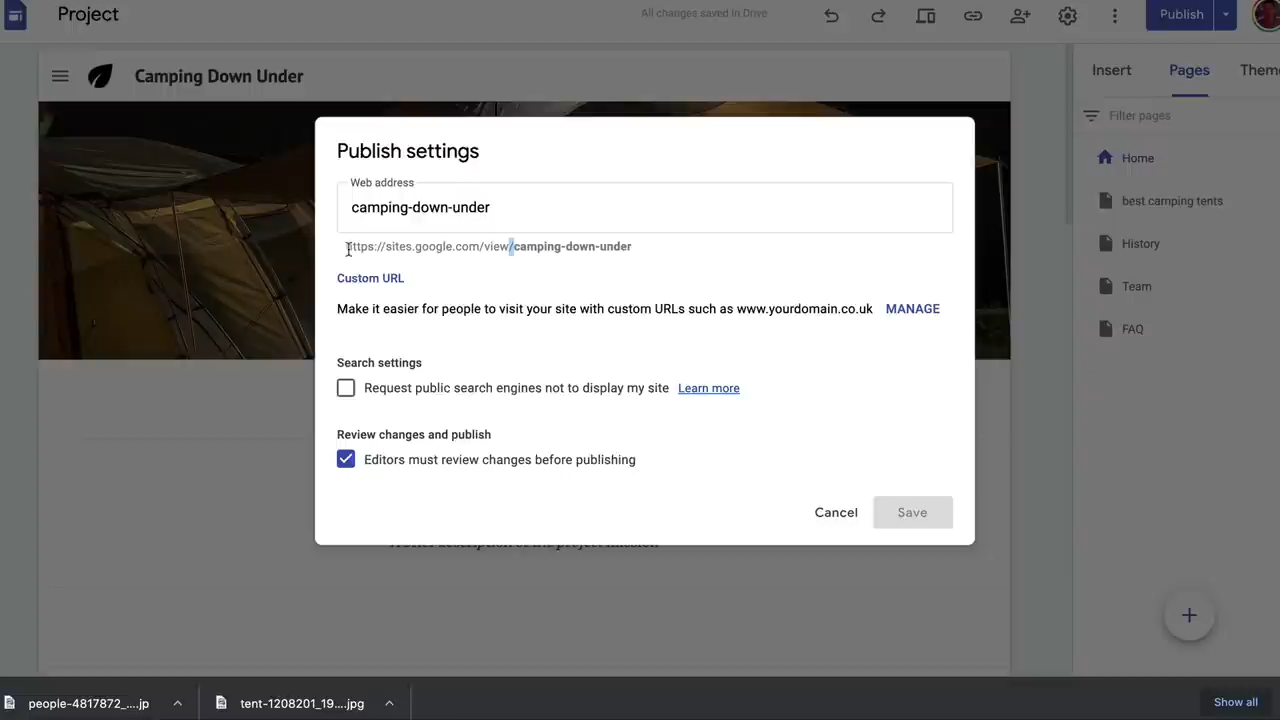 Project
All changes saved in Drive
Publish
Camping Down Under
Insert
Pages
Theme
Filter pages
Home
best camping tents
History
Team
FAQ
Publish settings
Web address
camping-down-under
https://sites.google.com/view/camping-down-under
Custom URL
Make it easier for people to visit your site with custom URLs such as www.yourdomain.co.uk MANAGE
Search settings
Request public search engines not to display my site Learn more
Review changes and publish
Editors must review changes before publishing
Cancel
Save
people-4817872_....jp
tent-1208201_19....jpg
Show all